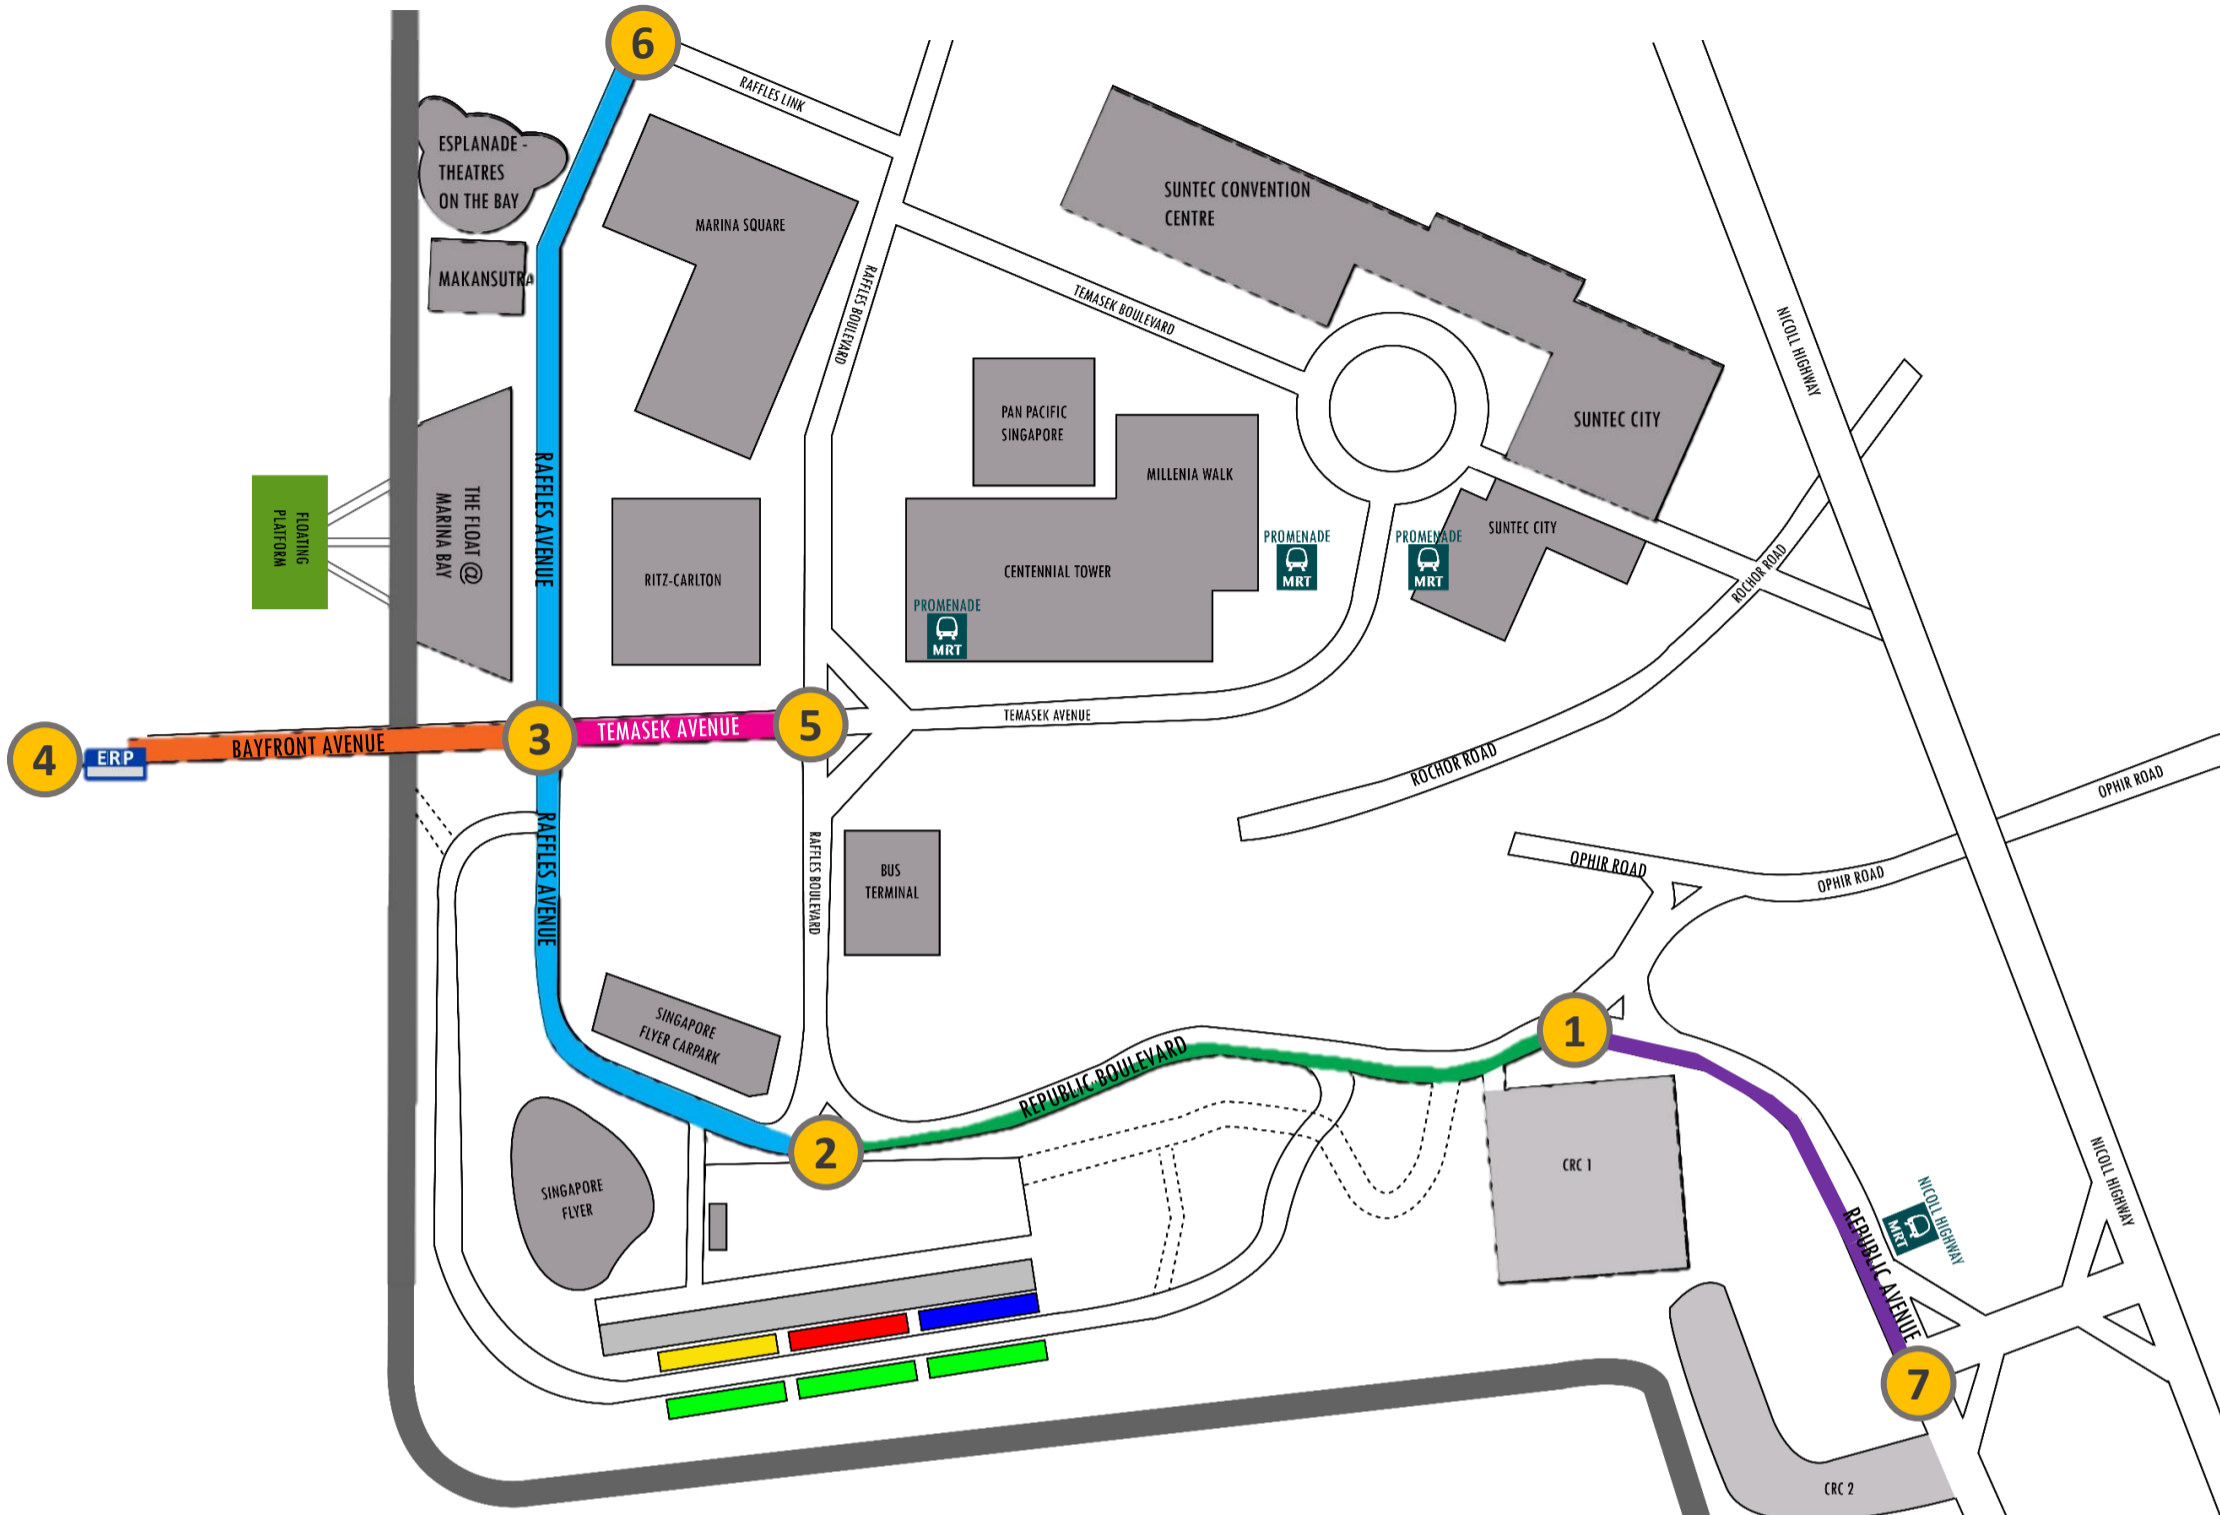 6
RAFFLES LINK
ESPLANADE -
THEATRES
ON THE BAY
MAKANSUTRA
MARINA SQUARE
SUNTEC CONVENTION
CENTRE
RAFFLES BOULEVARD
TEMASEK BOULEVARD
NICOLL HIGHWAY
PAN PACIFIC
SINGAPORE
MILLENIA WALK
SUNTEC CITY
SUNTEC CITY
FLOATING
PLATFORM
THE FLOAT @
MARINA BAY
RAFFLES AVENUE
RITZ-CARLTON
CENTENNIAL TOWER
PROMENADE
MRT
PROMENADE
MRT
PROMENADE
MRT
ROCHOR ROAD
4
ERP
BAYFRONT AVENUE
3
TEMASEK AVENUE
5
TEMASEK AVENUE
ROCHOR ROAD
OPHIR ROAD
RAFFLES AVENUE
RAFFLES BOULEVARD
BUS
TERMINAL
OPHIR ROAD
OPHIR ROAD
SINGAPORE
FLYER CARPARK
REPUBLIC BOULEVARD
1
2
SINGAPORE
FLYER
CRC 1
REPUBLIC AVENUE
MRT
NICOLL HIGHWAY
NICOLL HIGHWAY
7
CRC 2